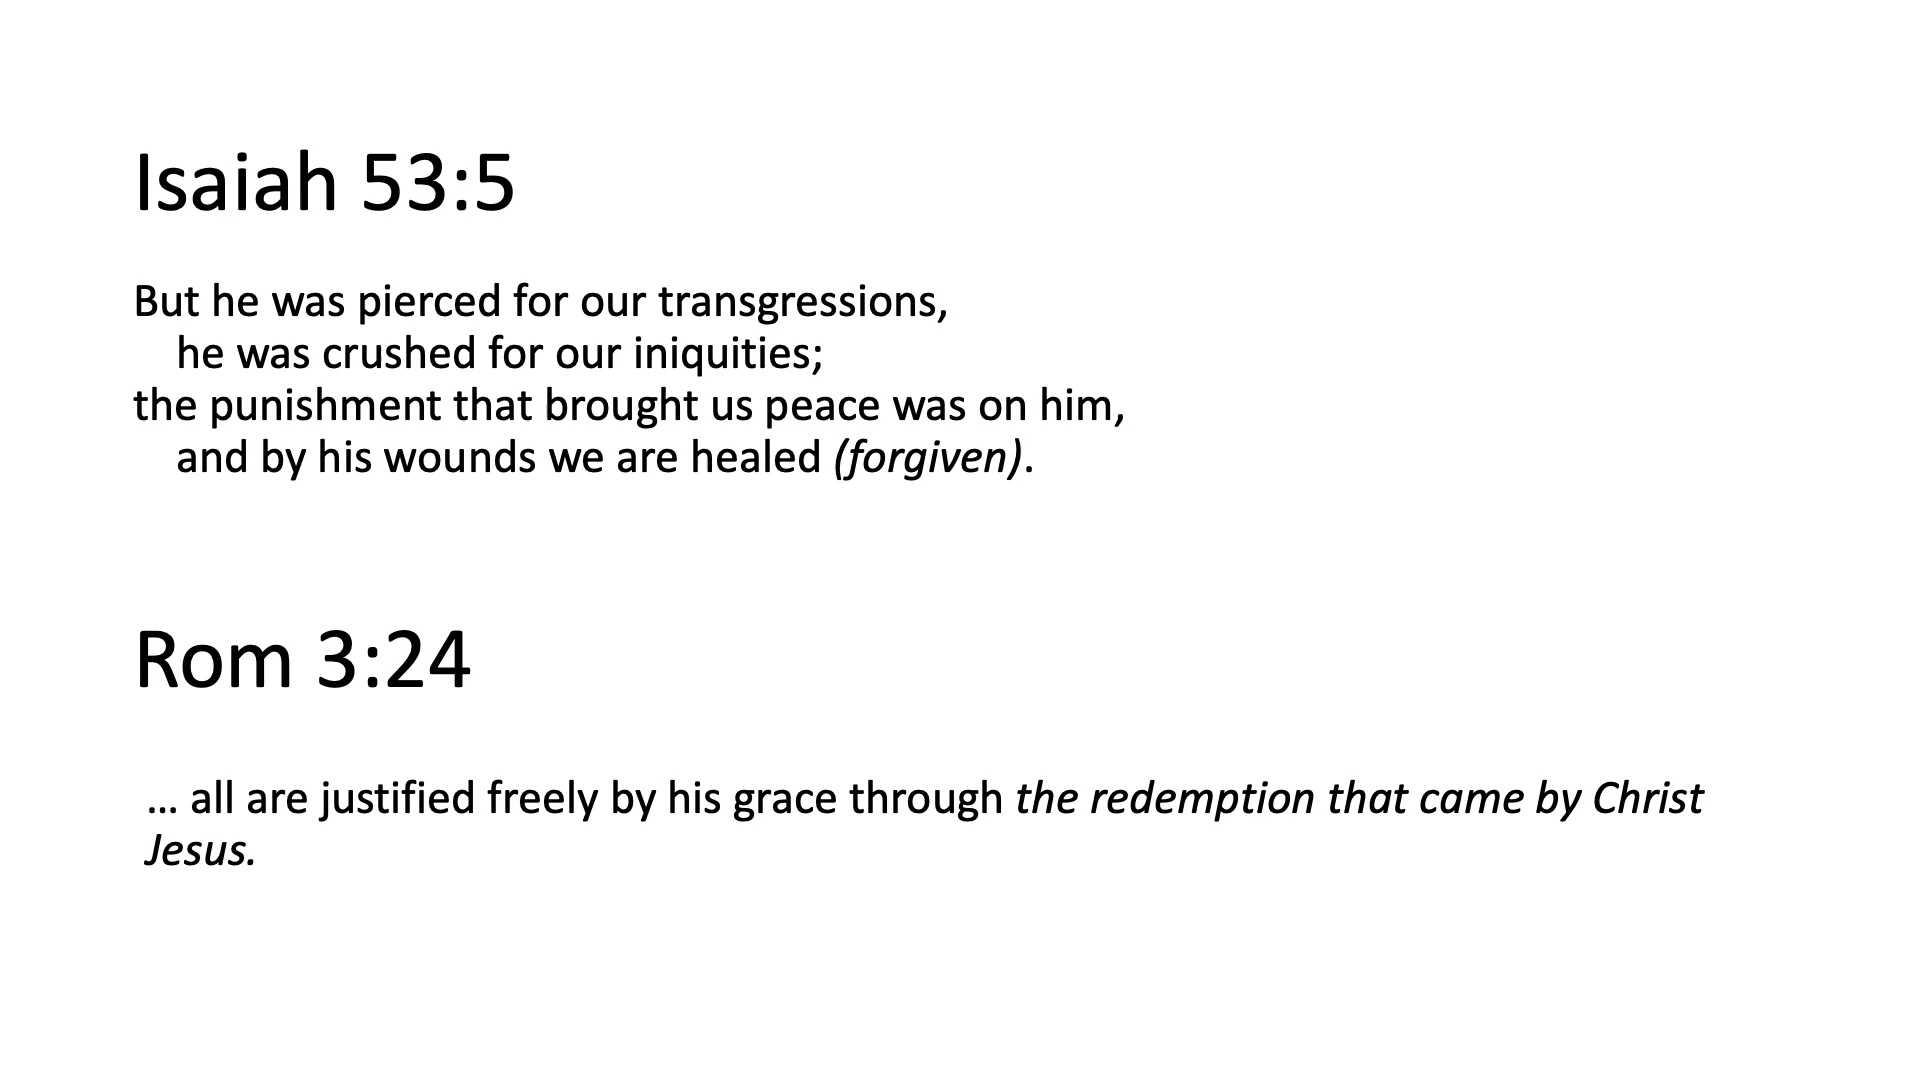 Isaiah 53:5
But he was pierced for our transgressions,
he was crushed for our iniquities;
the punishment that brought us peace was on him,
and by his wounds we are healed (forgiven).
Rom 3:24
… all are justified freely by his grace through the redemption that came by Christ
Jesus.